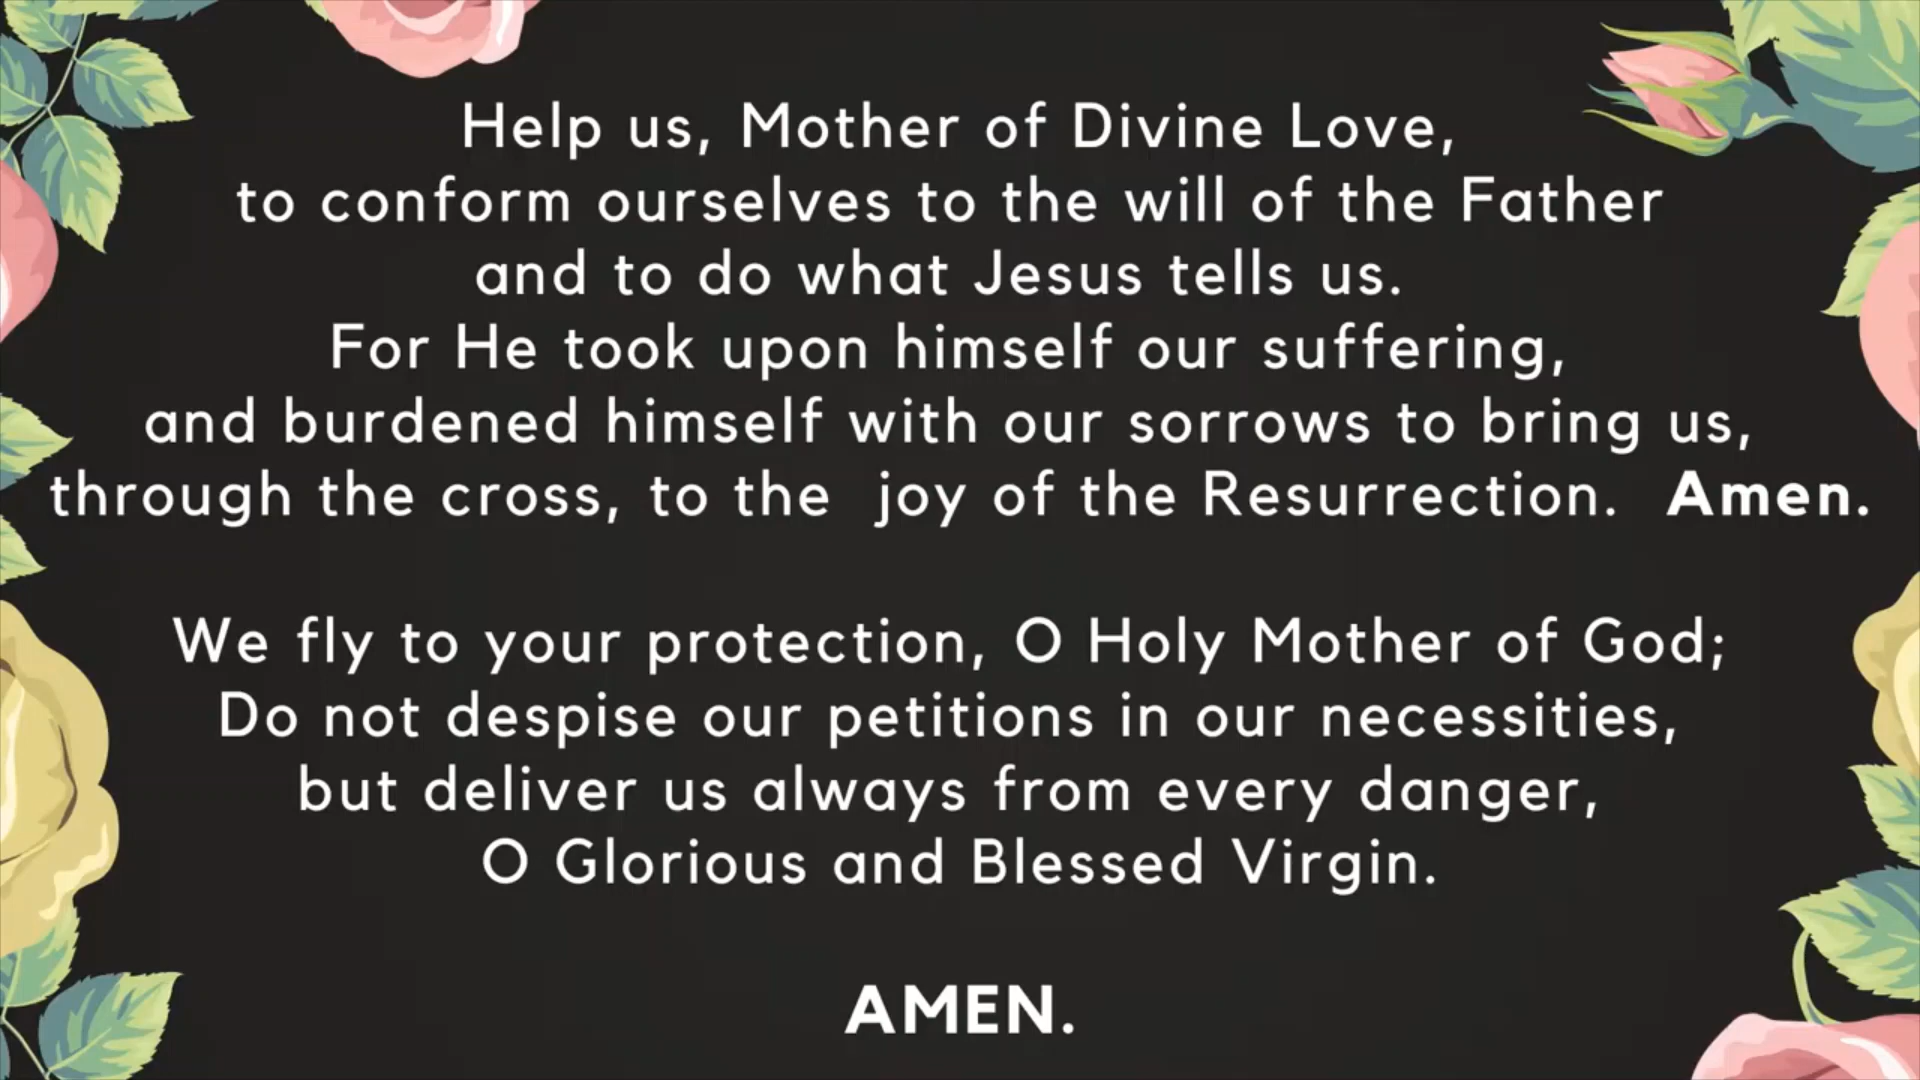 Help us, Mother of Divine Love,
to conform ourselves to the will of the Father
and to do what Jesus tells us.
For He took upon himself our suffering,
and burdened himself with our sorrows to bring us,
through the cross, to the  joy of the Resurrection.  Amen.
We fly to your protection, O Holy Mother of God;
Do not despise our petitions in our necessities,
but deliver us always from every danger,
O Glorious and Blessed Virgin.
AMEN.